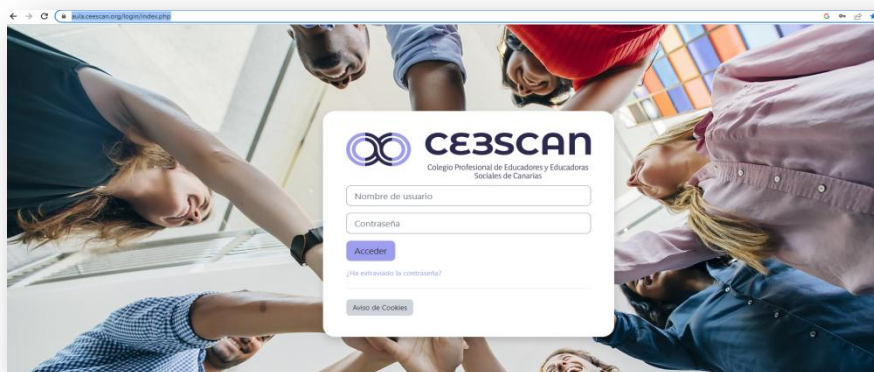 aula.ceescan.org/login/index.php
CE3SCAN
Colegio Profesional de Educadores y Educadoras
Sociales de Canarias
Nombre de usuario
Contraseña
Acceder
¿Ha extraviado la contraseña?
Aviso de Cookies